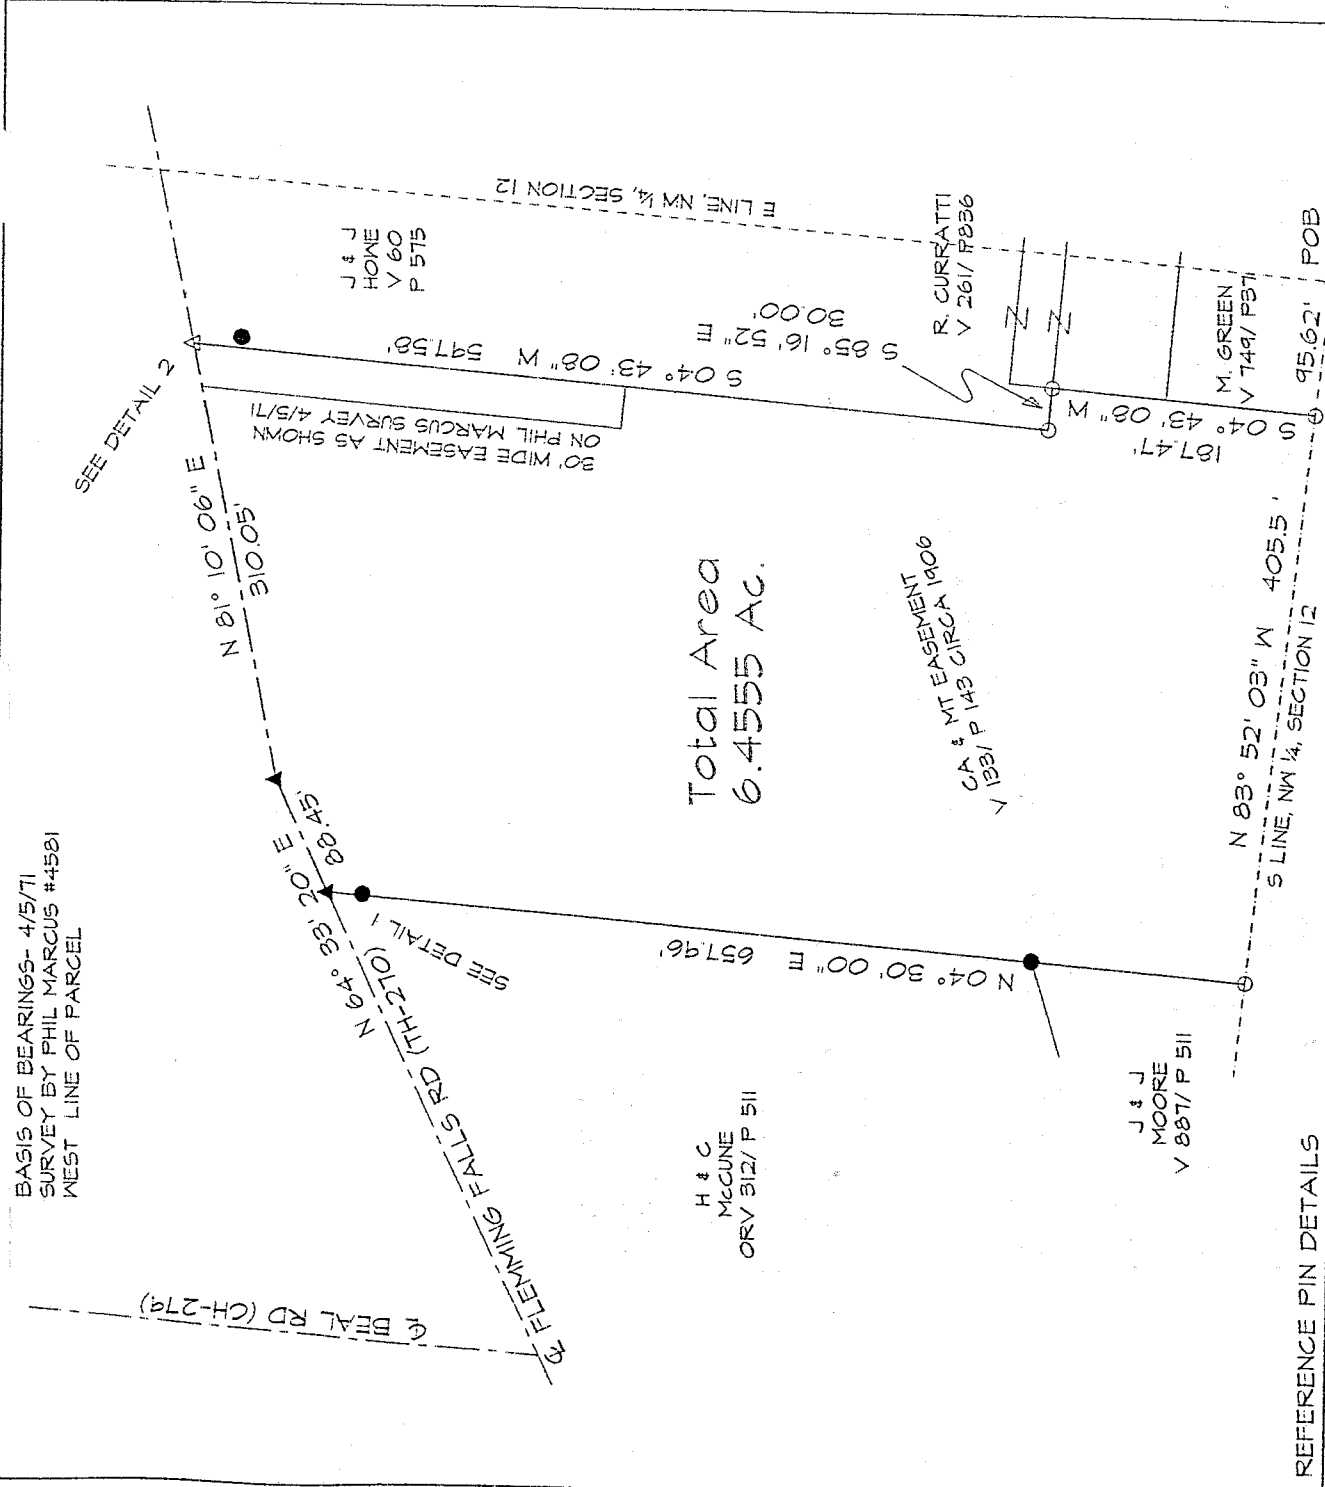 BASIS OF BEARINGS- 4/5/71
SURVEY BY PHIL MARCUS #4581
WEST LINE OF PARCEL
SEE DETAIL 2
J & J
HOWE
V 60
P 575
E LINE, NW 1/4, SECTION 12
N 81° 10' 06" E
310.05'
30' WIDE EASEMENT AS SHOWN
ON PHIL MARCUS SURVEY 4/5/71
S 04° 43' 08" W 597.58'
S 85° 16' 52" E
30.00'
R. CURRATTI
V 261/ P836
M. GREEN
V 749/ P371
S 04° 43' 08" W
187.47'
95.62'
POB
N 64° 33' 20" E
88.45'
SEE DETAIL 1
Total Area
6.4555 Ac.
CA & MT EASEMENT
V 133/ P 143 CIRCA 1906
N 04° 30' 00" E 657.96'
N 83° 52' 03" W 405.5'
S LINE, NW 1/4, SECTION 12
℄ BEAL RD (CH-279)
℄ FLEMMING FALLS RD (TH-270)
H & C
McCUNE
ORV 312/ P 511
J & J
MOORE
V 887/ P 511
REFERENCE PIN DETAILS